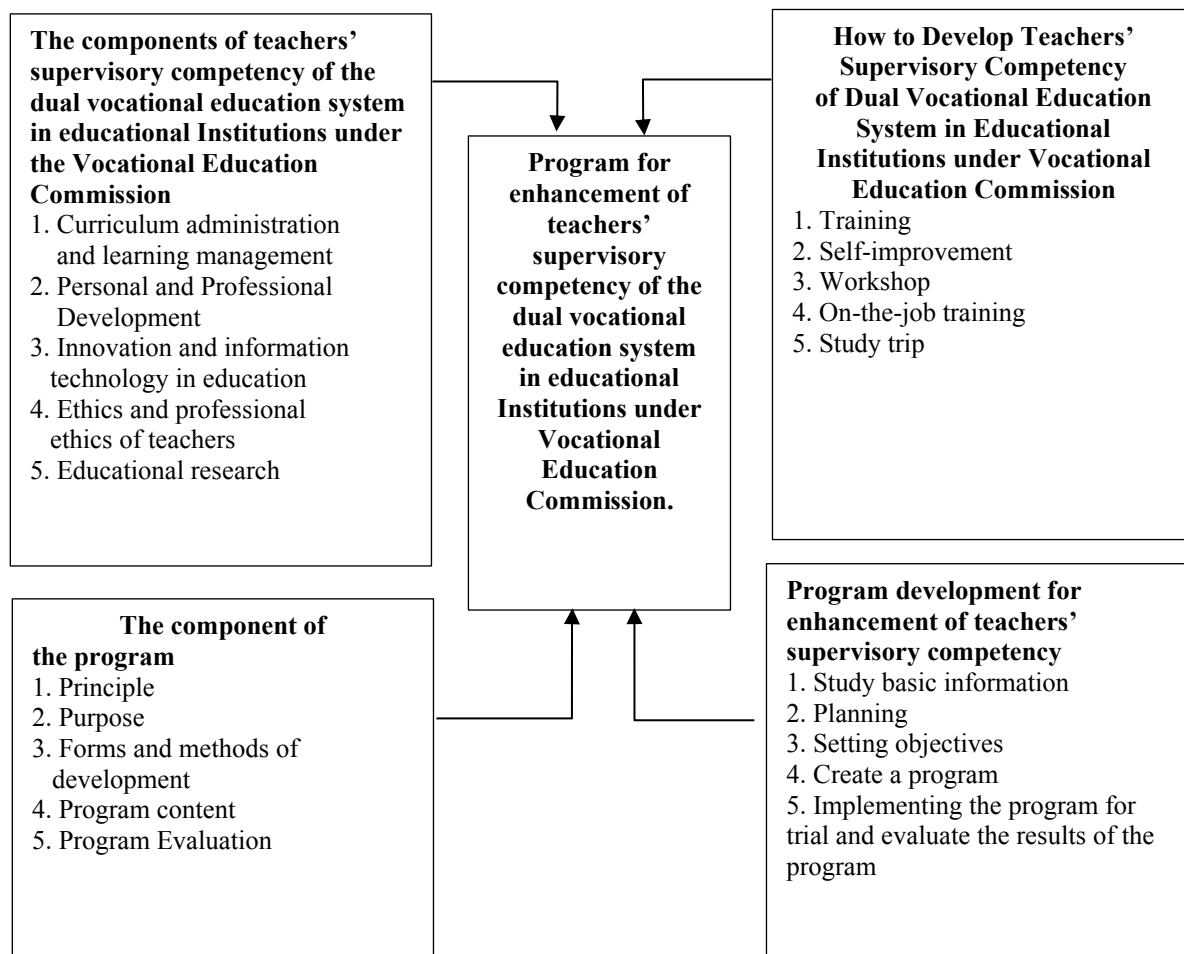 The components of teachers’
supervisory competency of the
dual vocational education system
in educational Institutions under
the Vocational Education
Commission
1. Curriculum administration
and learning management
2. Personal and Professional
Development
3. Innovation and information
technology in education
4. Ethics and professional
ethics of teachers
5. Educational research
Program for
enhancement of
teachers’
supervisory
competency of the
dual vocational
education system
in educational
Institutions under
Vocational
Education
Commission.
How to Develop Teachers’
Supervisory Competency
of Dual Vocational Education
System in Educational
Institutions under Vocational
Education Commission
1. Training
2. Self-improvement
3. Workshop
4. On-the-job training
5. Study trip
The component of
the program
1. Principle
2. Purpose
3. Forms and methods of
development
4. Program content
5. Program Evaluation
Program development for
enhancement of teachers’
supervisory competency
1. Study basic information
2. Planning
3. Setting objectives
4. Create a program
5. Implementing the program for
trial and evaluate the results of the
program